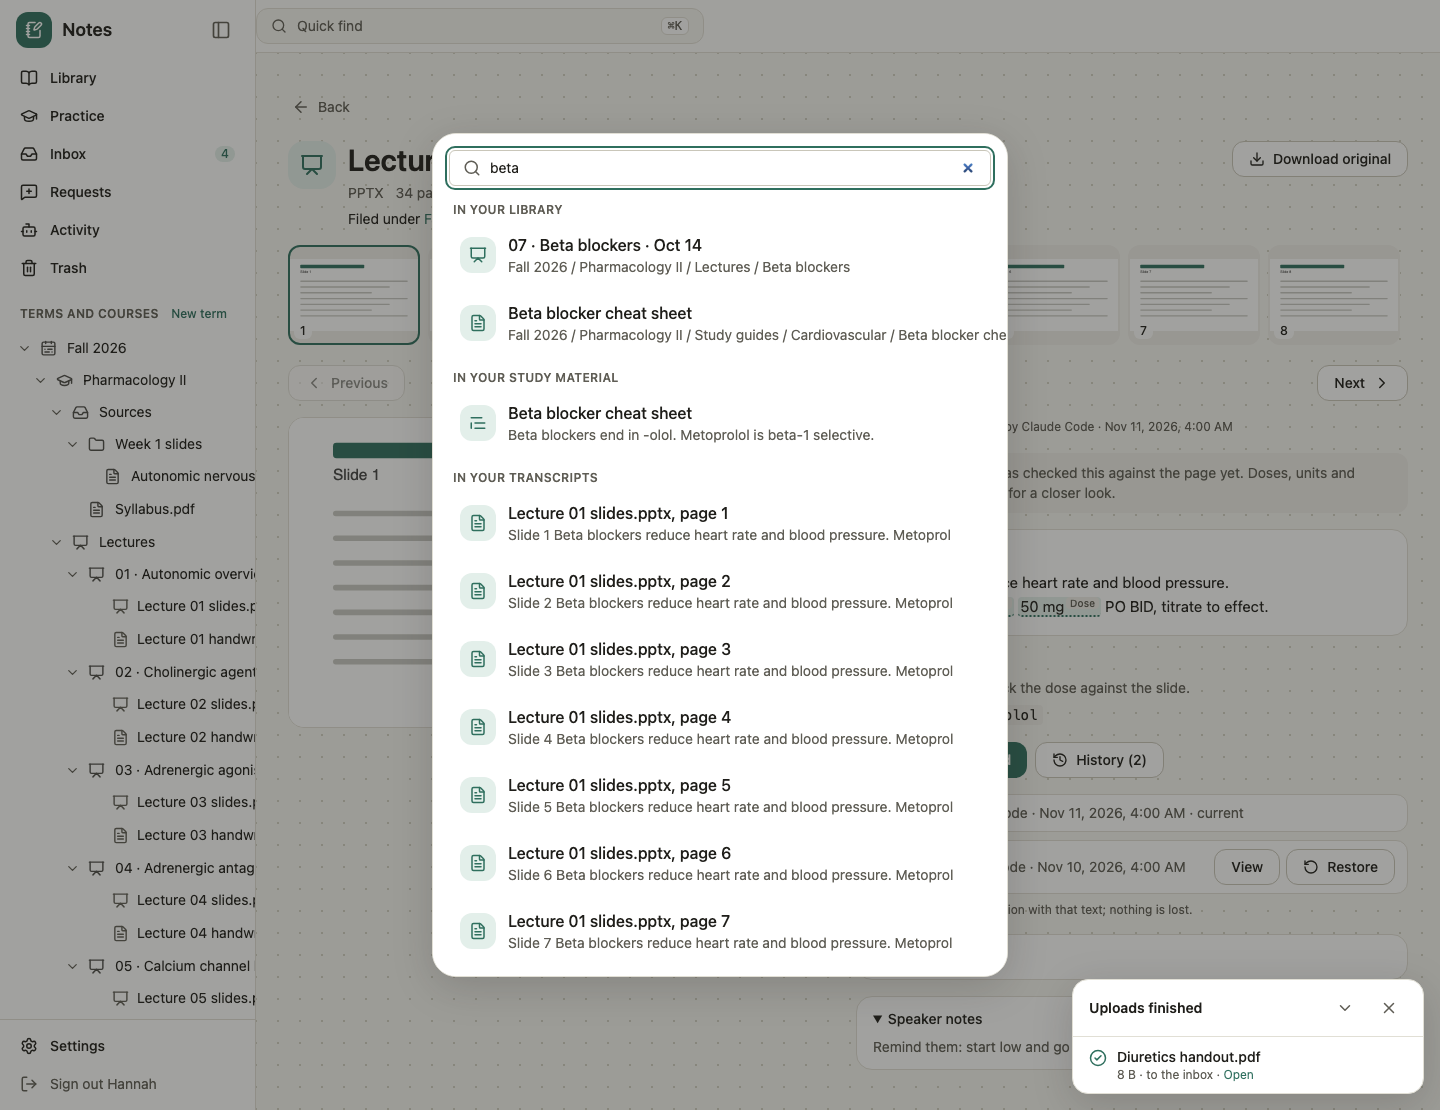 Notes
Library
Practice
Inbox 4
Requests
Activity
Trash
TERMS AND COURSES New term
Fall 2026
Pharmacology II
Sources
Week 1 slides
Autonomic nervous
Syllabus.pdf
Lectures
01 · Autonomic overvi
Lecture 01 slides.p
Lecture 01 handwr
02 · Cholinergic agent
Lecture 02 slides.p
Lecture 02 handw
03 · Adrenergic agoni
Lecture 03 slides.p
Lecture 03 handw
04 · Adrenergic antag
Lecture 04 slides.p
Lecture 04 handw
05 · Calcium channel
Lecture 05 slides.p
Settings
Sign out Hannah
Quick find ⌘K
Back
Lectur
PPTX 34 pa
Filed under F
Download original
1
7
8
Slide 1
Slide 7
Slide 8
Previous
Next
Slide 1
by Claude Code · Nov 11, 2026, 4:00 AM
as checked this against the page yet. Doses, units and
for a closer look.
e heart rate and blood pressure.
50 mg Dose PO BID, titrate to effect.
k the dose against the slide.
olol
History (2)
ode · Nov 11, 2026, 4:00 AM · current
ode · Nov 10, 2026, 4:00 AM
View
Restore
ion with that text; nothing is lost.
▼ Speaker notes
Remind them: start low and go
beta
IN YOUR LIBRARY
07 · Beta blockers · Oct 14
Fall 2026 / Pharmacology II / Lectures / Beta blockers
Beta blocker cheat sheet
Fall 2026 / Pharmacology II / Study guides / Cardiovascular / Beta blocker che
IN YOUR STUDY MATERIAL
Beta blocker cheat sheet
Beta blockers end in -olol. Metoprolol is beta-1 selective.
IN YOUR TRANSCRIPTS
Lecture 01 slides.pptx, page 1
Slide 1 Beta blockers reduce heart rate and blood pressure. Metoprol
Lecture 01 slides.pptx, page 2
Slide 2 Beta blockers reduce heart rate and blood pressure. Metoprol
Lecture 01 slides.pptx, page 3
Slide 3 Beta blockers reduce heart rate and blood pressure. Metoprol
Lecture 01 slides.pptx, page 4
Slide 4 Beta blockers reduce heart rate and blood pressure. Metoprol
Lecture 01 slides.pptx, page 5
Slide 5 Beta blockers reduce heart rate and blood pressure. Metoprol
Lecture 01 slides.pptx, page 6
Slide 6 Beta blockers reduce heart rate and blood pressure. Metoprol
Lecture 01 slides.pptx, page 7
Slide 7 Beta blockers reduce heart rate and blood pressure. Metoprol
Uploads finished
Diuretics handout.pdf
8 B · to the inbox · Open